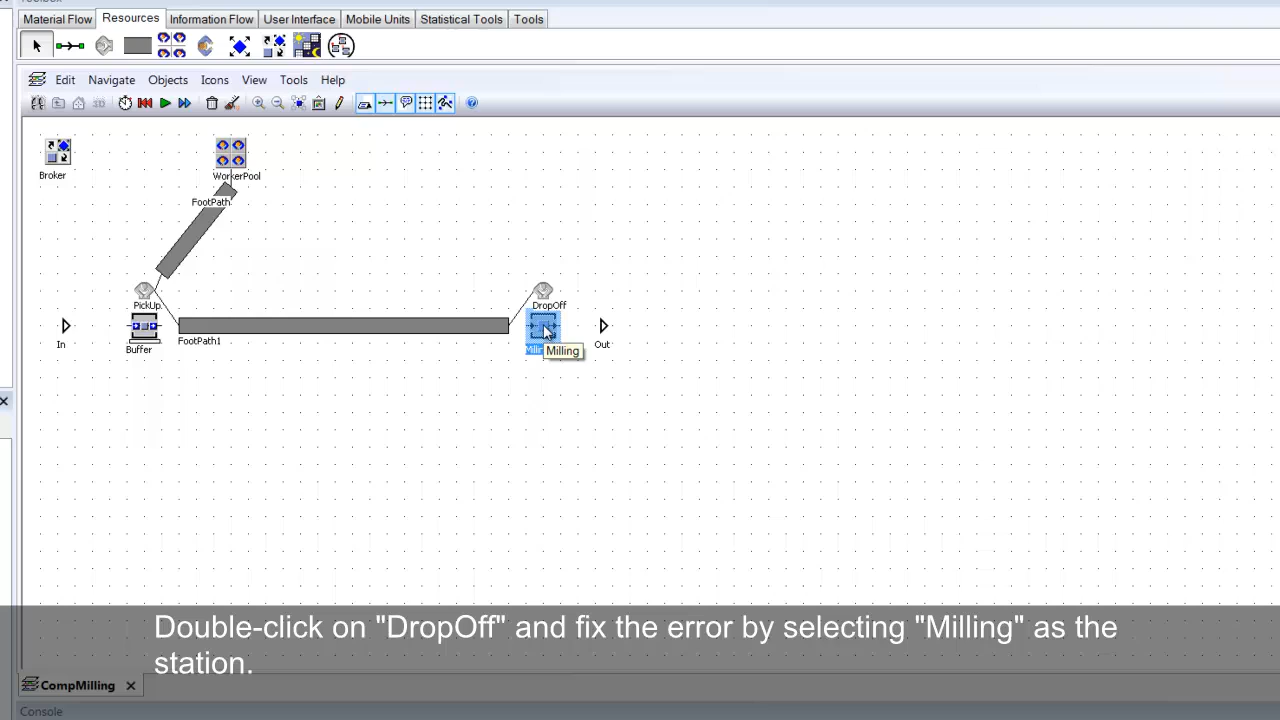 Material Flow Resources Information Flow User Interface Mobile Units Statistical Tools Tools
Edit Navigate Objects Icons View Tools Help
Broker
WorkerPool
FootPath
PickUp
DropOff
In
Buffer
FootPath1
Milling
Out
Double-click on "DropOff" and fix the error by selecting "Milling" as the
station.
CompMilling
Console